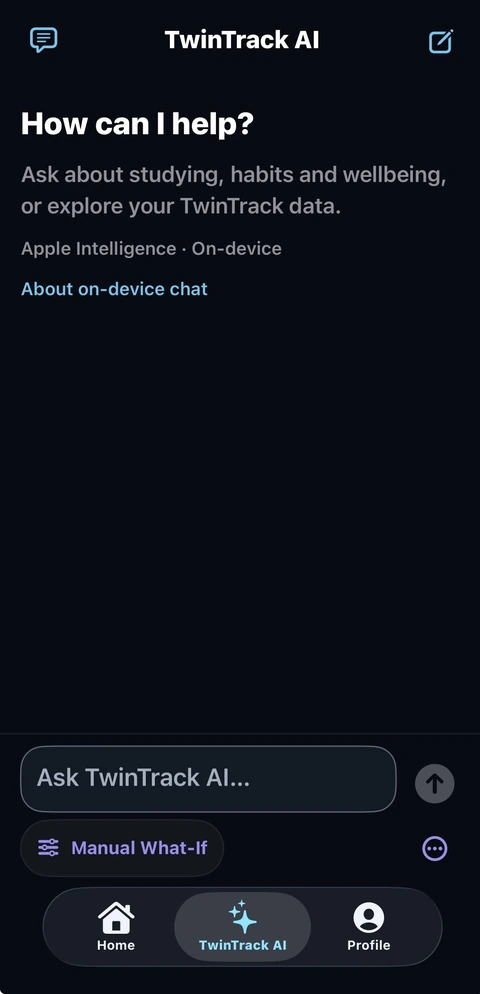 TwinTrack AI
How can I help?
Ask about studying, habits and wellbeing,
or explore your TwinTrack data.
Apple Intelligence · On-device
About on-device chat
Ask TwinTrack AI...
Manual What-If
Home
TwinTrack AI
Profile